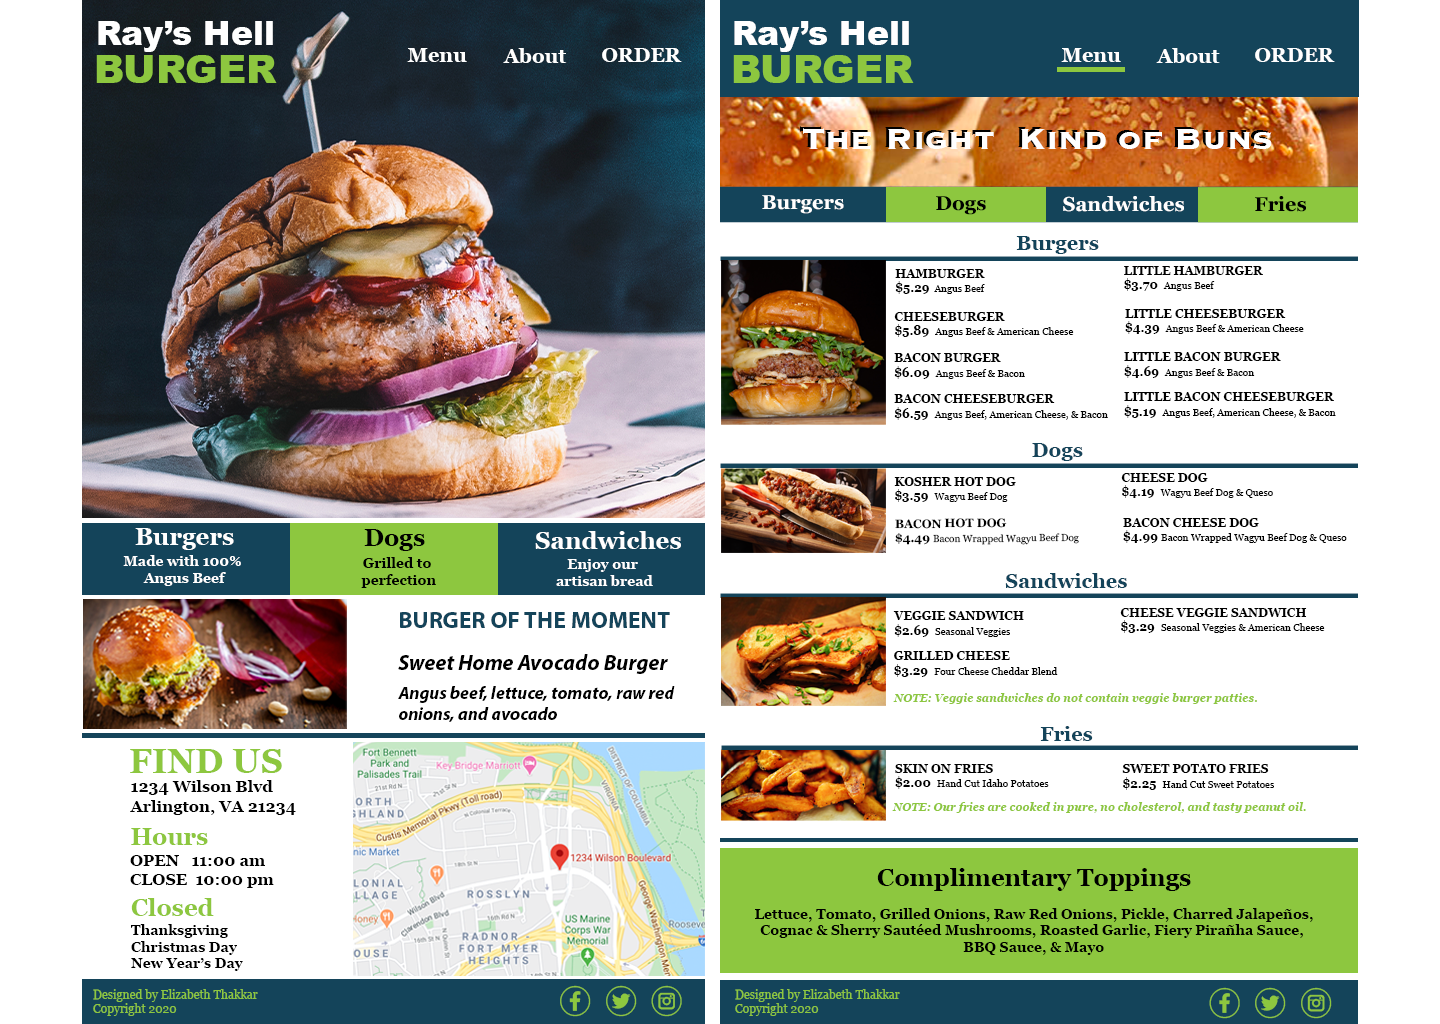 Ray's Hell
BURGER
Menu About ORDER
Burgers
Made with 100%
Angus Beef
Dogs
Grilled to
perfection
Sandwiches
Enjoy our
artisan bread
BURGER OF THE MOMENT
Sweet Home Avocado Burger
Angus beef, lettuce, tomato, raw red
onions, and avocado
FIND US
1234 Wilson Blvd
Arlington, VA 21234
Hours
OPEN 11:00 am
CLOSE 10:00 pm
Closed
Thanksgiving
Christmas Day
New Year's Day
Fort Bennett
Park and
Palisades Trail
Key Bridge Marriott
21st Rd N
DISTRICT OF COLUMBIA
VIRGINIA
ORTH
GHLAND
Custis Memorial Pkwy (Toll road)
21st St N
N Colonial Terrace
nic Market
18th St N
1234 Wilson Boulevard
LONIAL
LLAGE
ROSSLYN
Honey
Clarendon Blvd
16th Rd N
US Marine
Corps War
Memorial
George Washington Mem
Theodore
Roosevel
RADNOR
FORT MYER
HEIGHTS
OUSE
Designed by Elizabeth Thakkar
Copyright 2020
Ray's Hell
BURGER
Menu About ORDER
The Right Kind of Buns
Burgers Dogs Sandwiches Fries
Burgers
HAMBURGER
$5.29 Angus Beef
CHEESEBURGER
$5.89 Angus Beef & American Cheese
BACON BURGER
$6.09 Angus Beef & Bacon
BACON CHEESEBURGER
$6.59 Angus Beef, American Cheese, & Bacon
LITTLE HAMBURGER
$3.70 Angus Beef
LITTLE CHEESEBURGER
$4.39 Angus Beef & American Cheese
LITTLE BACON BURGER
$4.69 Angus Beef & Bacon
LITTLE BACON CHEESEBURGER
$5.19 Angus Beef, American Cheese, & Bacon
Dogs
KOSHER HOT DOG
$3.59 Wagyu Beef Dog
BACON HOT DOG
$4.49 Bacon Wrapped Wagyu Beef Dog
CHEESE DOG
$4.19 Wagyu Beef Dog & Queso
BACON CHEESE DOG
$4.99 Bacon Wrapped Wagyu Beef Dog & Queso
Sandwiches
VEGGIE SANDWICH
$2.69 Seasonal Veggies
GRILLED CHEESE
$3.29 Four Cheese Cheddar Blend
CHEESE VEGGIE SANDWICH
$3.29 Seasonal Veggies & American Cheese
NOTE: Veggie sandwiches do not contain veggie burger patties.
Fries
SKIN ON FRIES
$2.00 Hand Cut Idaho Potatoes
SWEET POTATO FRIES
$2.25 Hand Cut Sweet Potatoes
NOTE: Our fries are cooked in pure, no cholesterol, and tasty peanut oil.
Complimentary Toppings
Lettuce, Tomato, Grilled Onions, Raw Red Onions, Pickle, Charred Jalapeños,
Cognac & Sherry Sautéed Mushrooms, Roasted Garlic, Fiery Pirañha Sauce,
BBQ Sauce, & Mayo
Designed by Elizabeth Thakkar
Copyright 2020